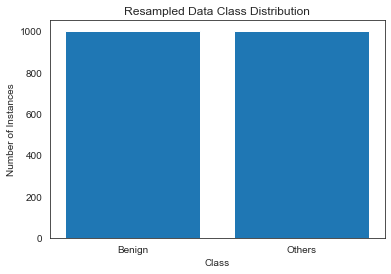 Resampled Data Class Distribution
1000
800
600
400
200
0
Number of Instances
Benign
Others
Class